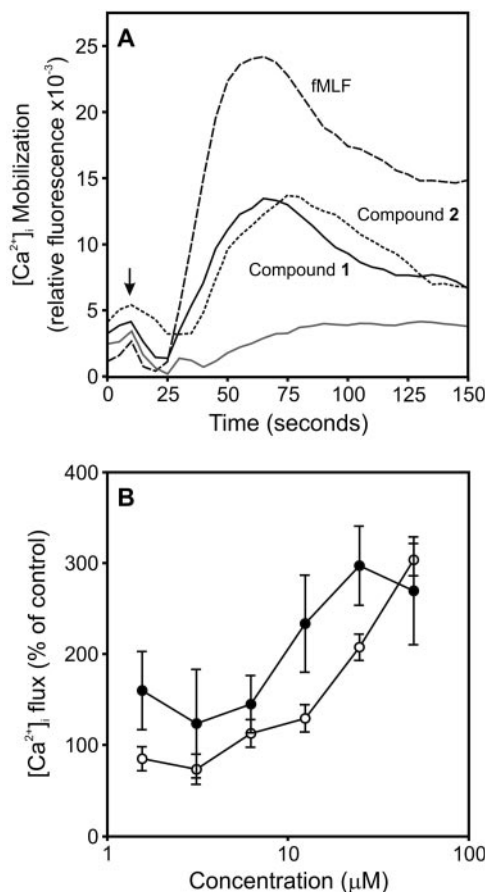 A
[Ca²⁺]ᵢ Mobilization
(relative fluorescence x10⁻³)
25
20
15
10
5
0
fMLF
Compound 2
Compound 1
0 25 50 75 100 125 150
Time (seconds)
B
[Ca²⁺]ᵢ flux (% of control)
400
300
200
100
0
1 10 100
Concentration (μM)